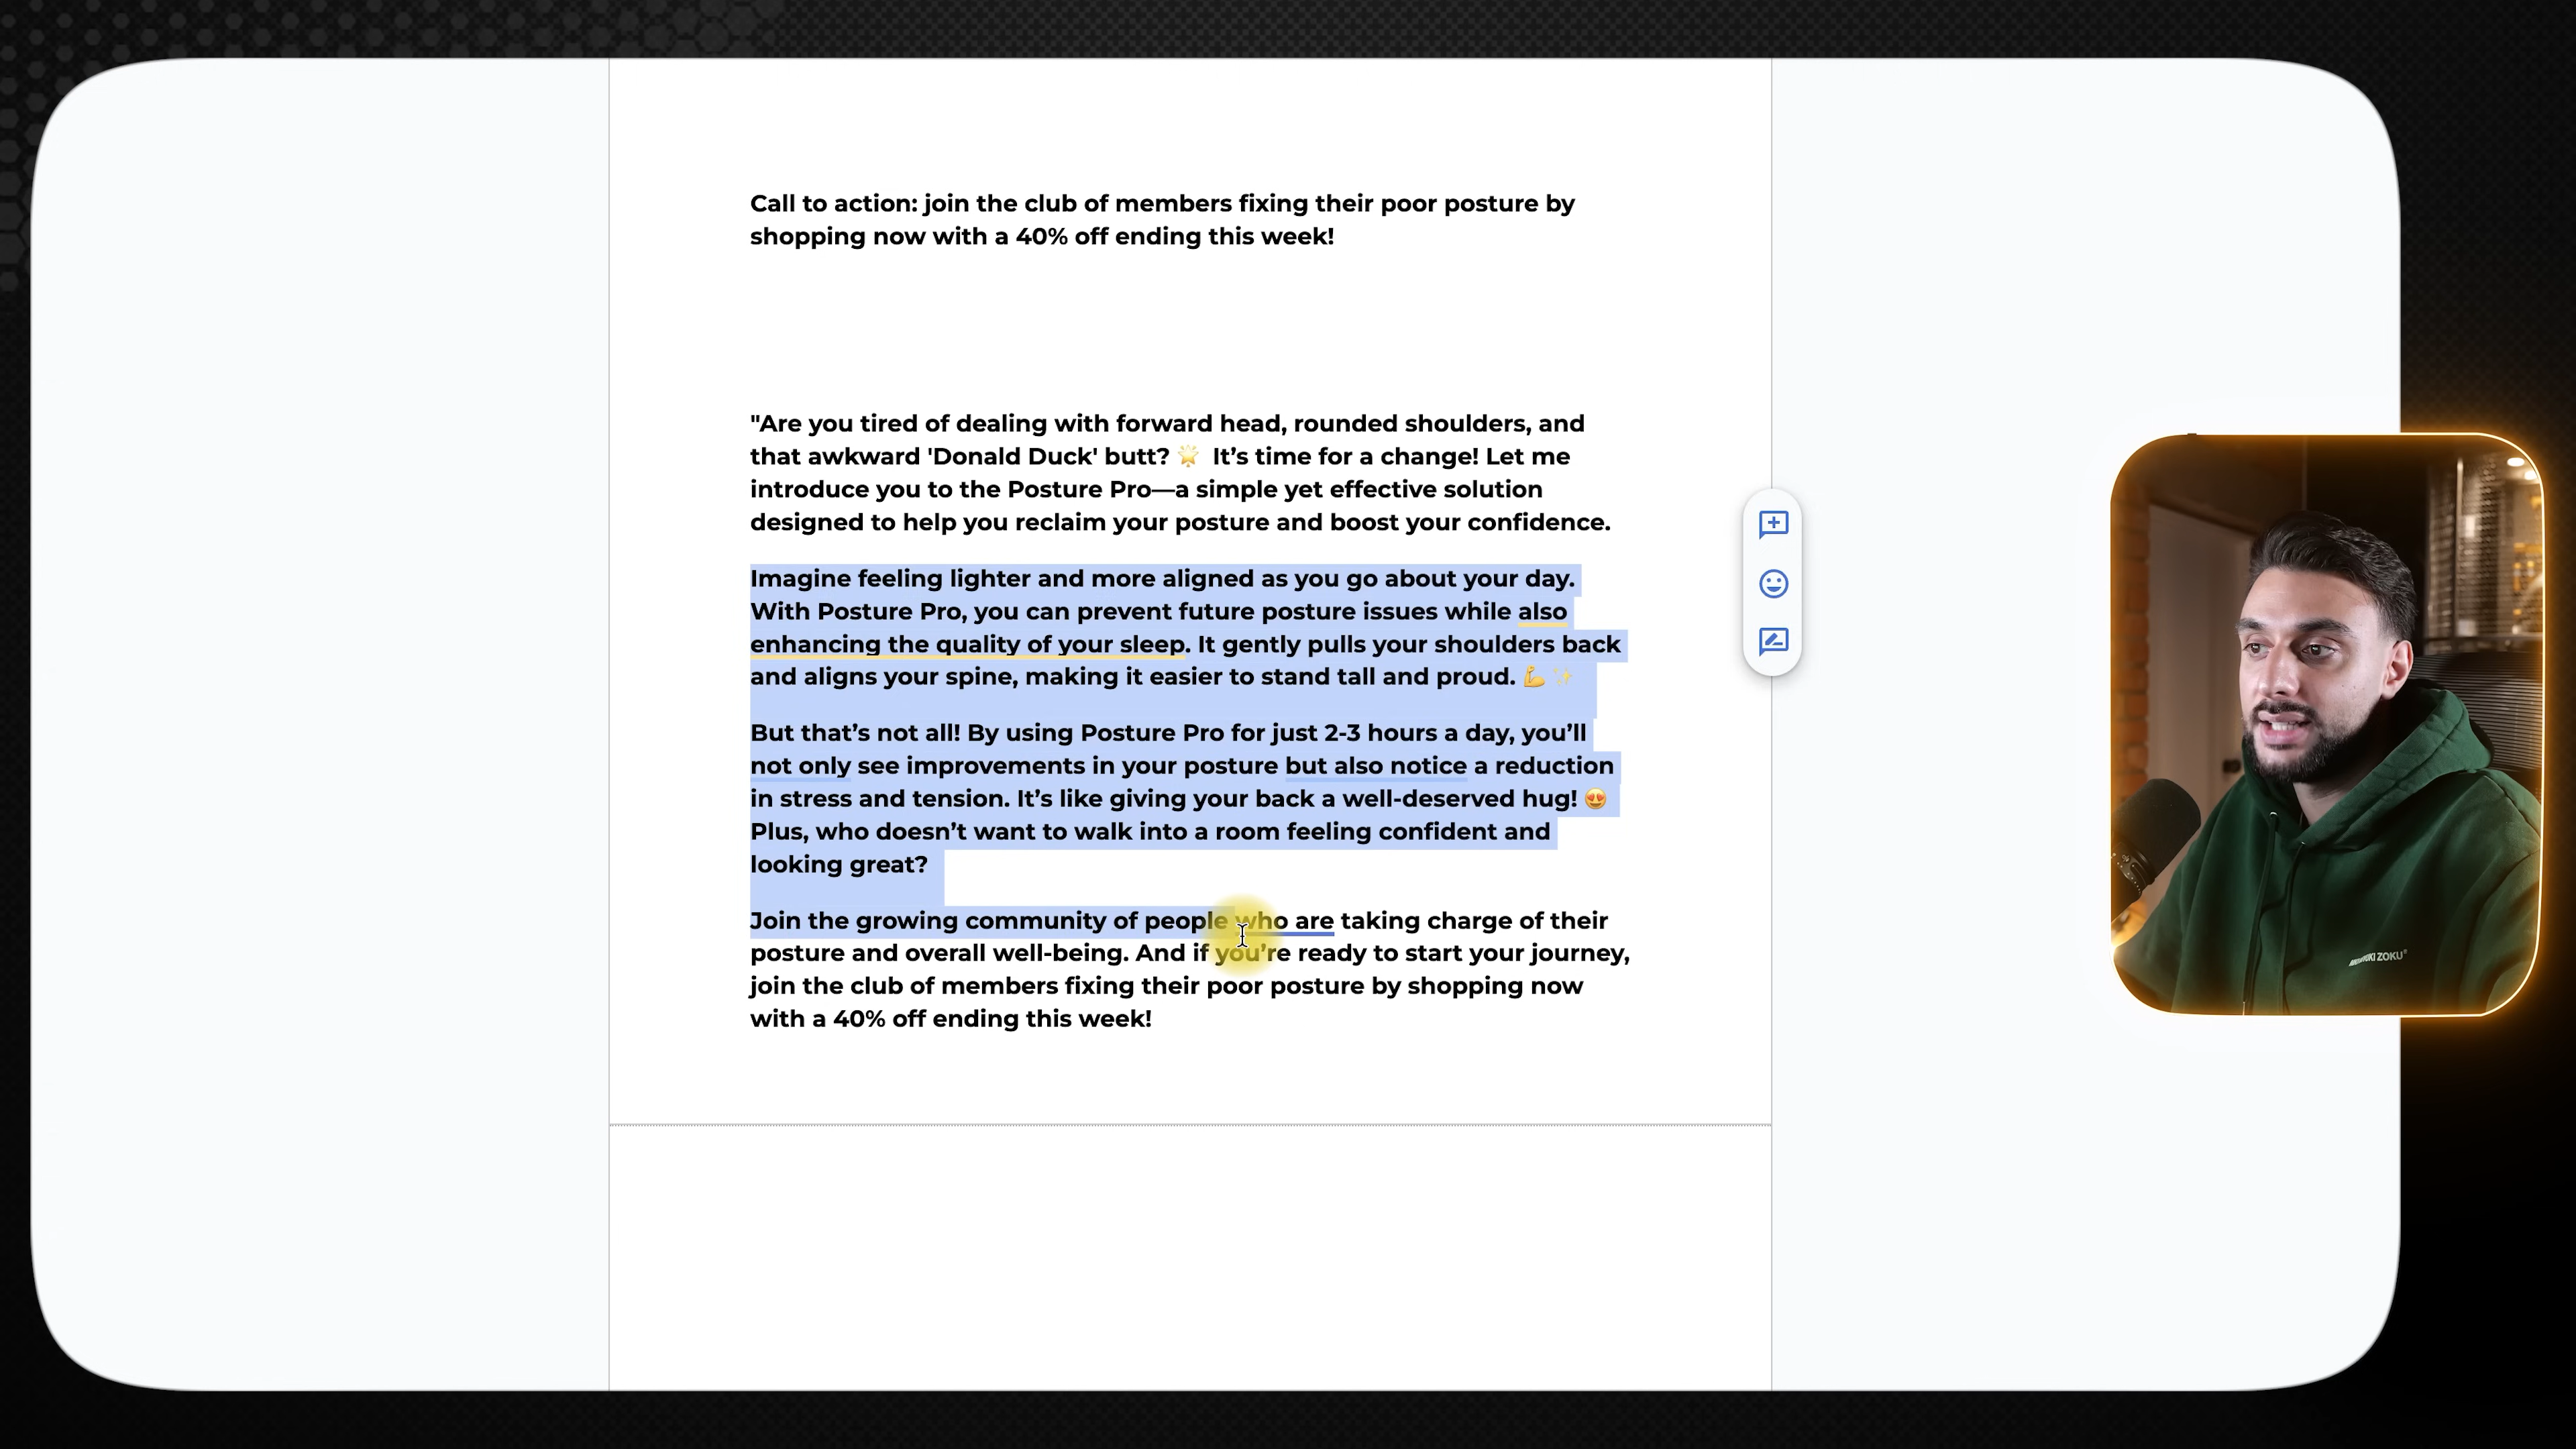 Call to action: join the club of members fixing their poor posture by
shopping now with a 40% off ending this week!
"Are you tired of dealing with forward head, rounded shoulders, and
that awkward 'Donald Duck' butt? 🌟 It’s time for a change! Let me
introduce you to the Posture Pro—a simple yet effective solution
designed to help you reclaim your posture and boost your confidence.
Imagine feeling lighter and more aligned as you go about your day.
With Posture Pro, you can prevent future posture issues while also
enhancing the quality of your sleep. It gently pulls your shoulders back
and aligns your spine, making it easier to stand tall and proud. 💪✨
But that’s not all! By using Posture Pro for just 2-3 hours a day, you’ll
not only see improvements in your posture but also notice a reduction
in stress and tension. It’s like giving your back a well-deserved hug! 😍
Plus, who doesn’t want to walk into a room feeling confident and
looking great?
Join the growing community of people who are taking charge of their
posture and overall well-being. And if you’re ready to start your journey,
join the club of members fixing their poor posture by shopping now
with a 40% off ending this week!
ZOKU